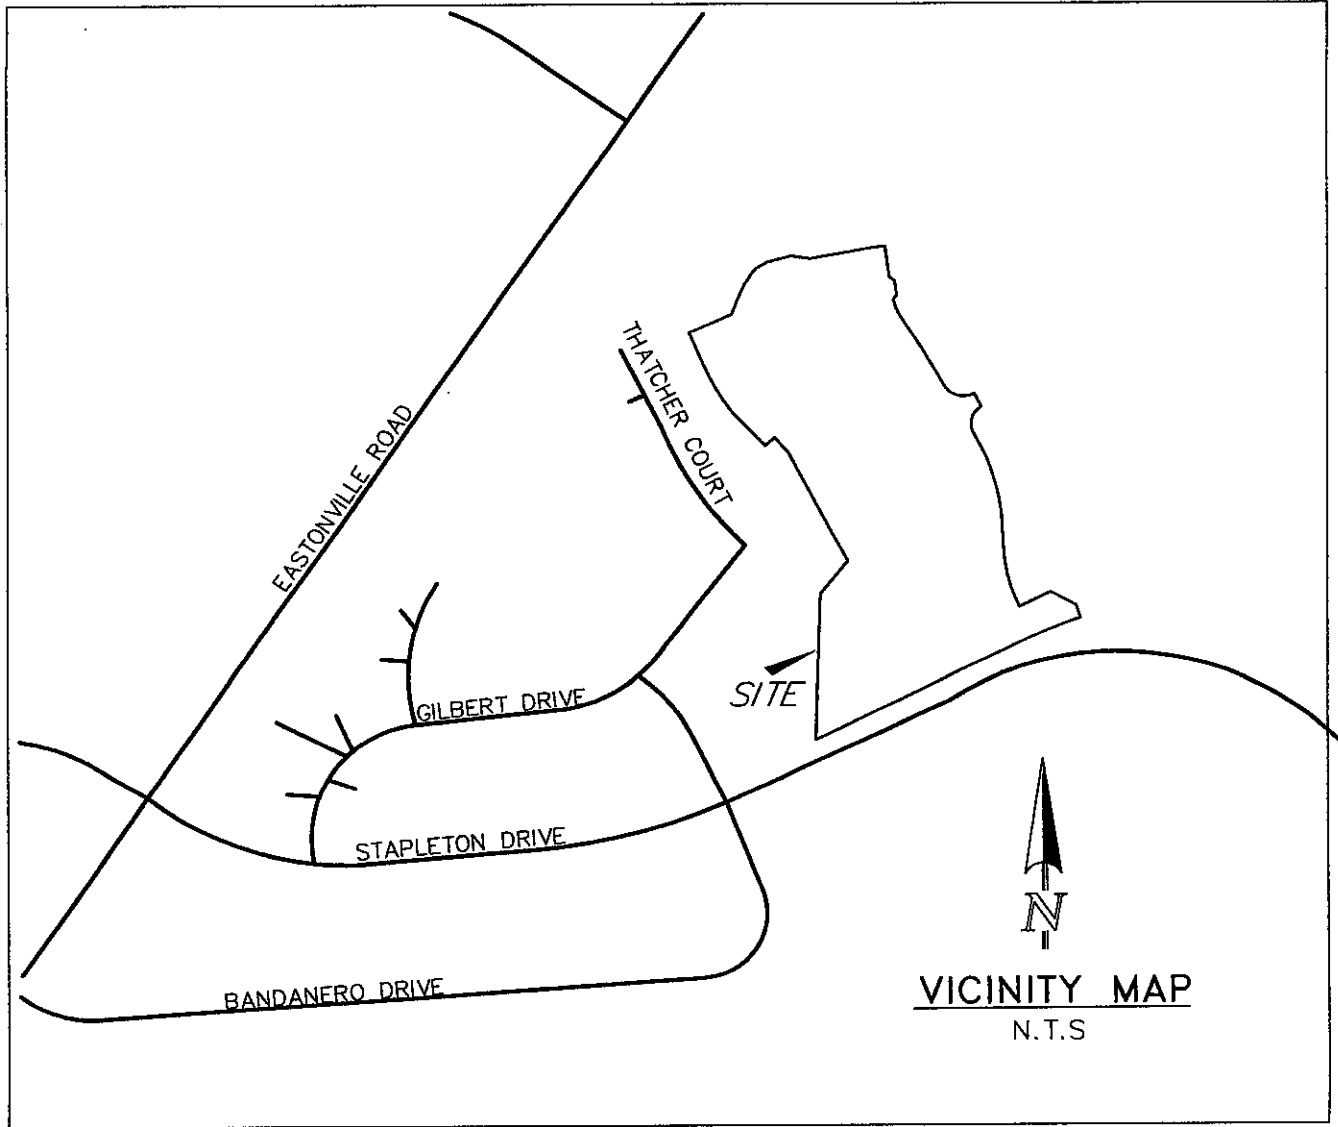 THATCHER COURT
EASTONVILLE ROAD
SITE
GILBERT DRIVE
STAPLETON DRIVE
BANDANERO DRIVE
N
VICINITY MAP
N.T.S